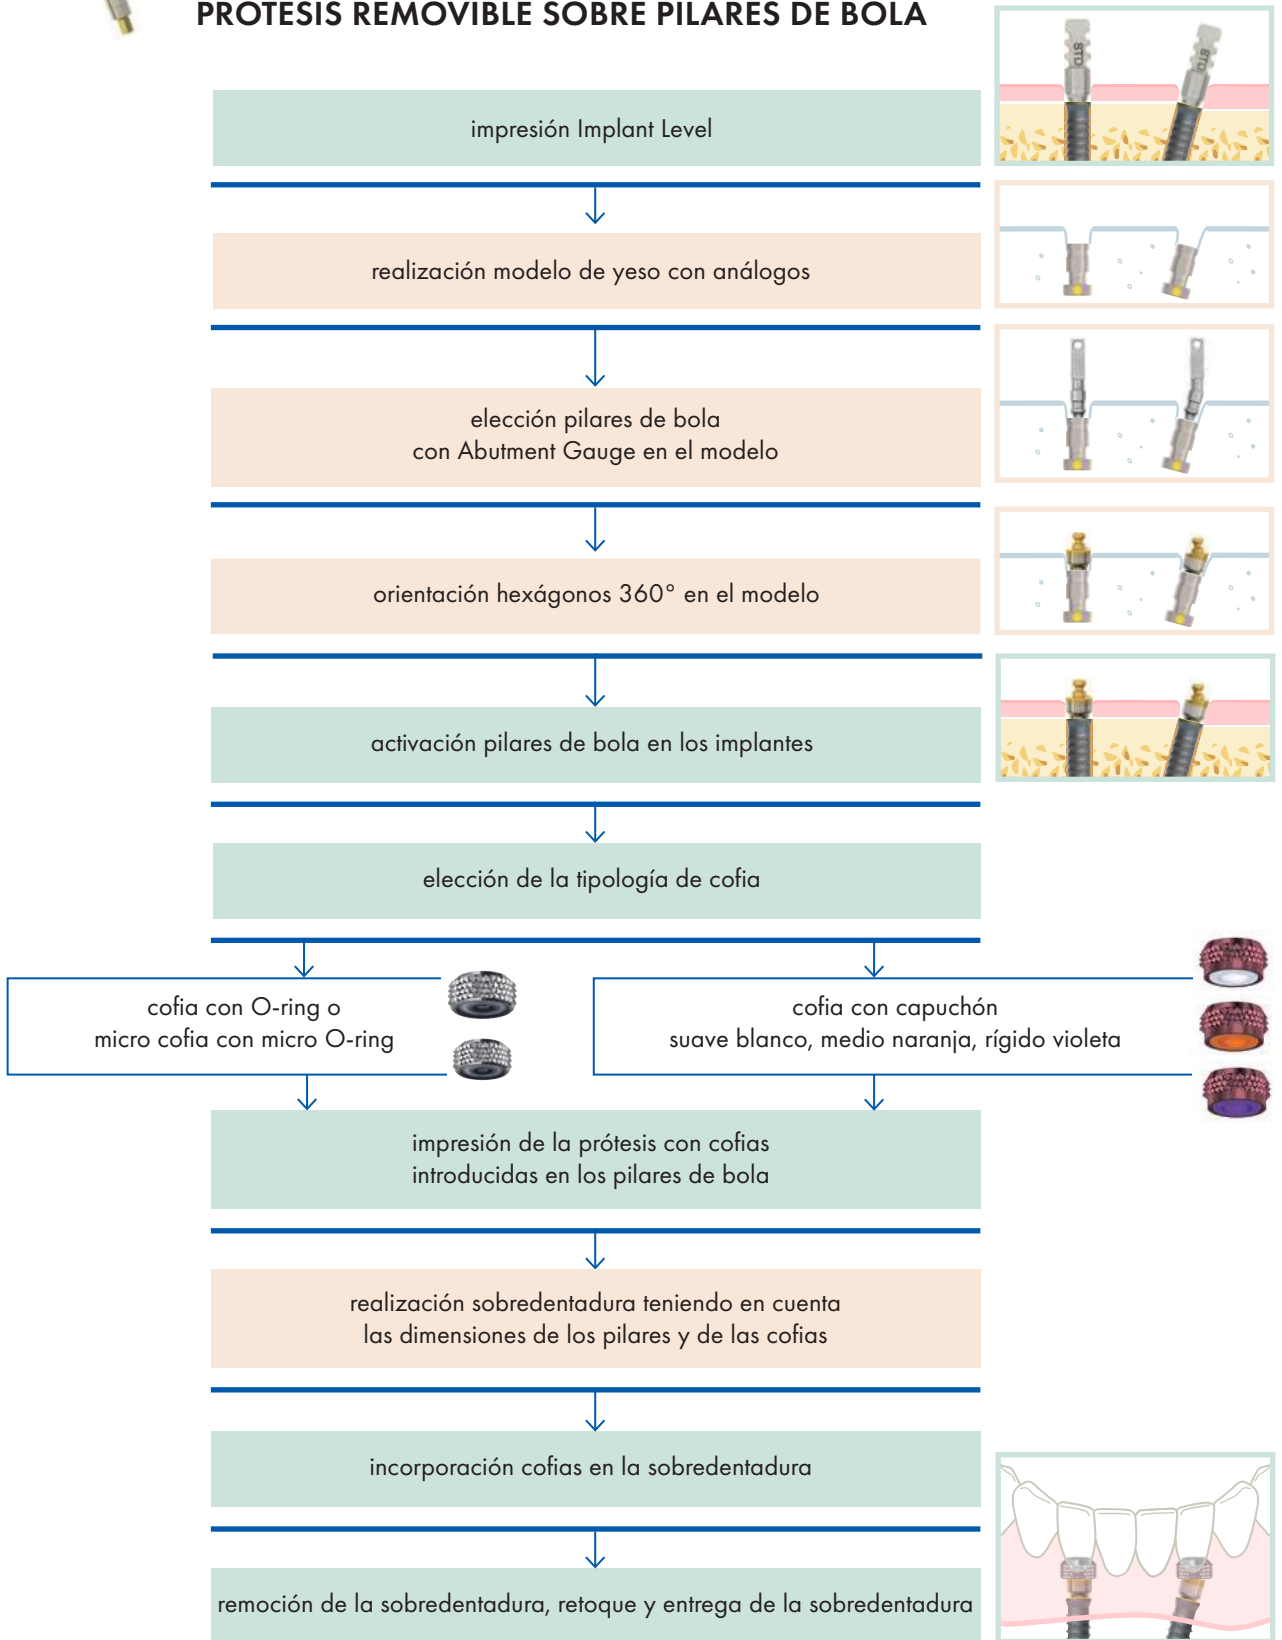 PRÓTESIS REMOVIBLE SOBRE PILARES DE BOLA
STD
STD
impresión Implant Level
realización modelo de yeso con análogos
elección pilares de bola
con Abutment Gauge en el modelo
orientación hexágonos 360° en el modelo
activación pilares de bola en los implantes
elección de la tipología de cofia
cofia con O-ring o
micro cofia con micro O-ring
cofia con capuchón
suave blanco, medio naranja, rígido violeta
impresión de la prótesis con cofias
introducidas en los pilares de bola
realización sobredentadura teniendo en cuenta
las dimensiones de los pilares y de las cofias
incorporación cofias en la sobredentadura
remoción de la sobredentadura, retoque y entrega de la sobredentadura